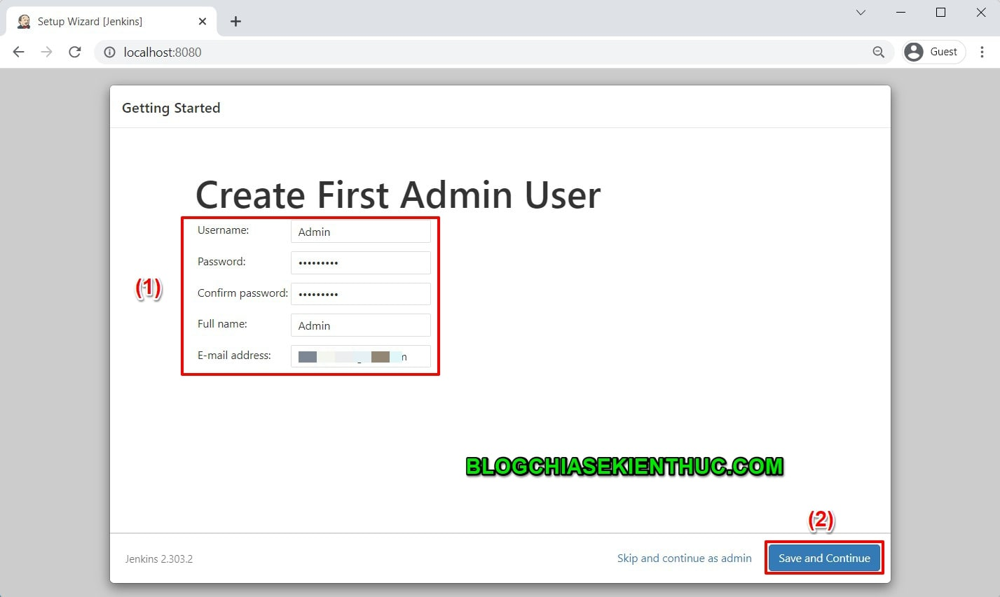 Setup Wizard [Jenkins]
localhost:8080
Guest
Getting Started
Create First Admin User
Username: Admin
Password: •••••••••
(1)
Confirm password: •••••••••
Full name: Admin
E-mail address:
BLOGCHIASEKIENTHUC.COM
(2)
Jenkins 2.303.2
Skip and continue as admin
Save and Continue